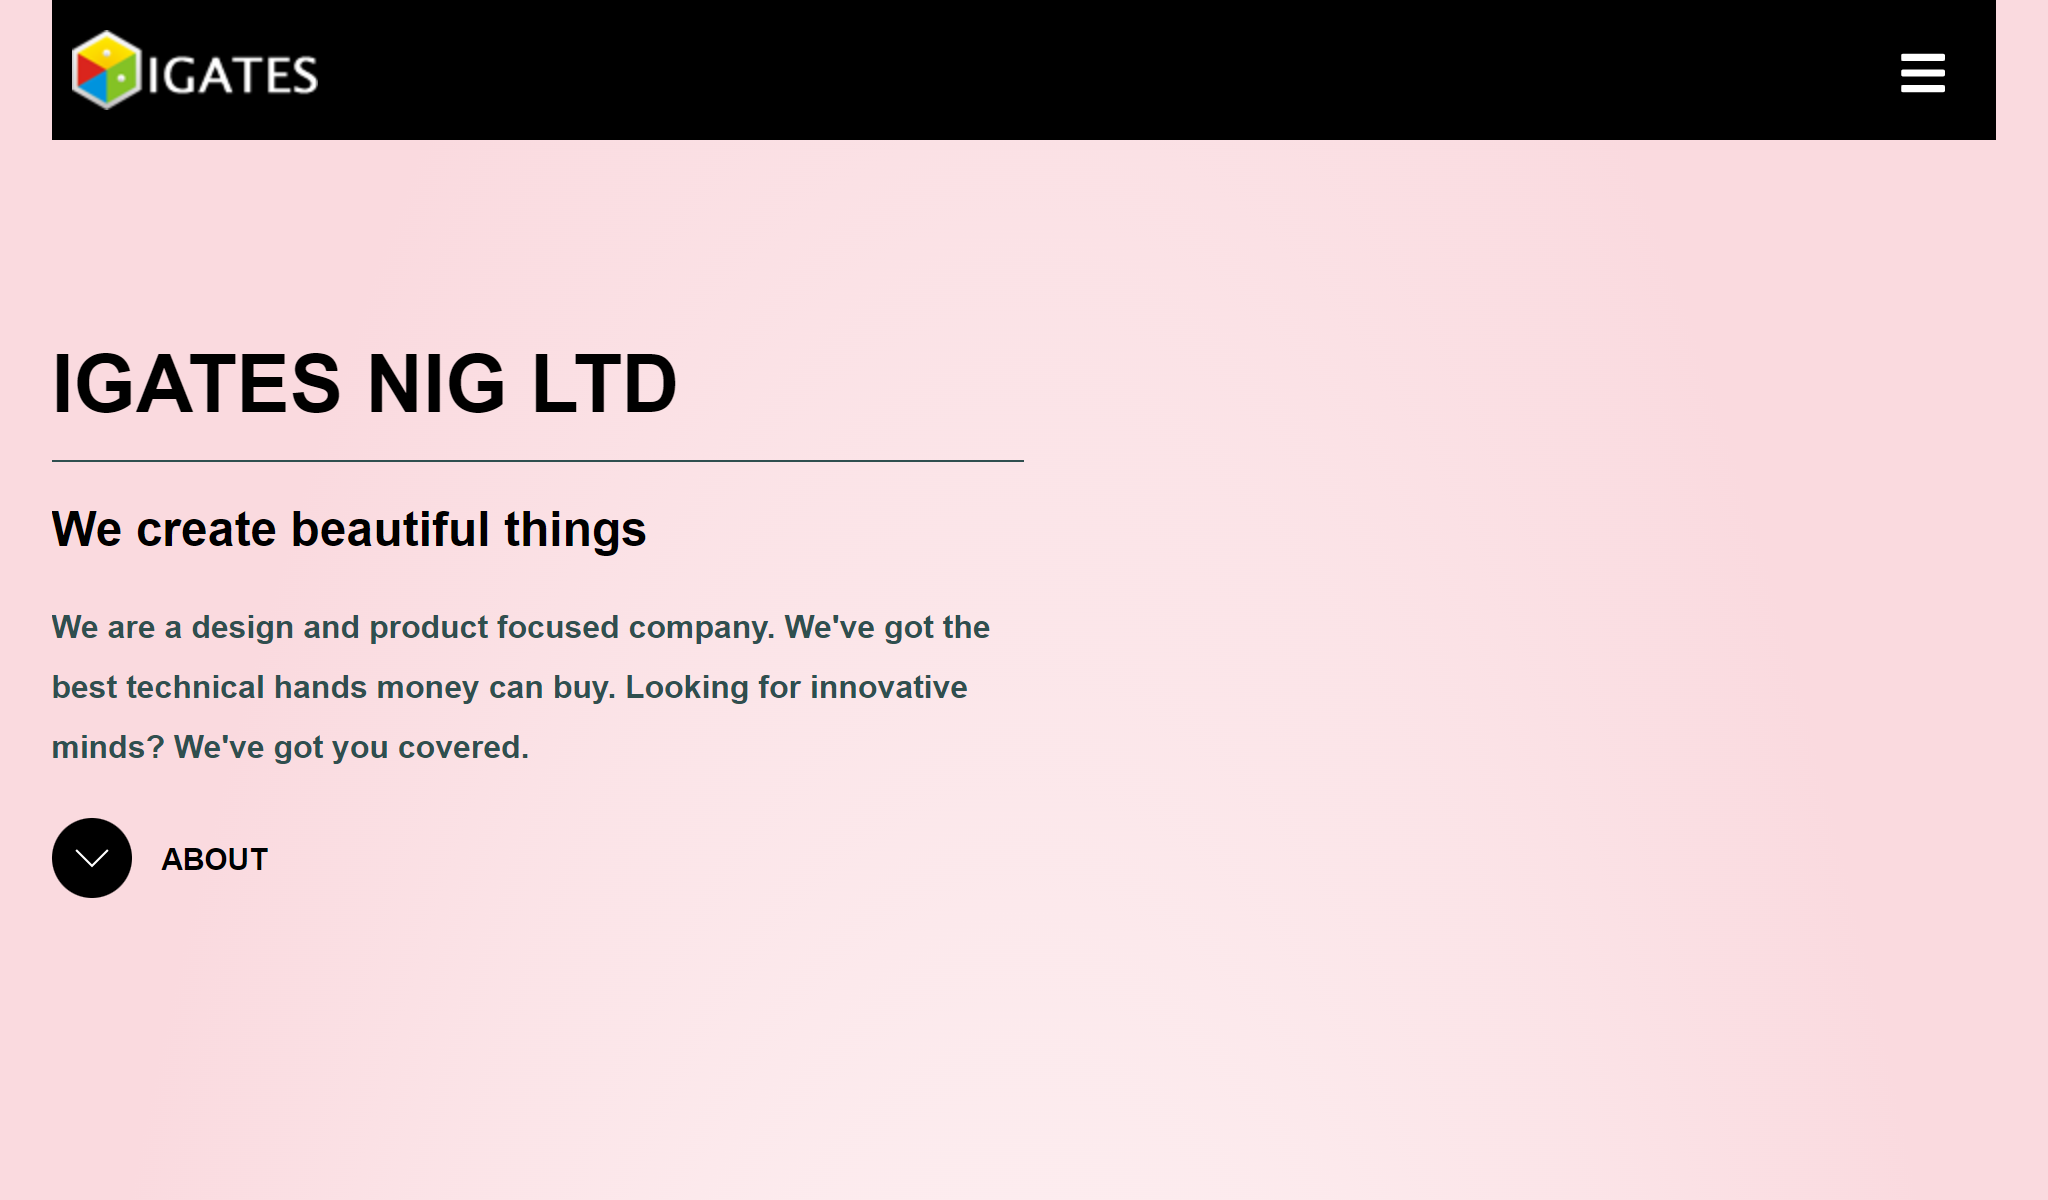 IGATES
IGATES NIG LTD
We create beautiful things
We are a design and product focused company. We've got the
best technical hands money can buy. Looking for innovative
minds? We've got you covered.
ABOUT